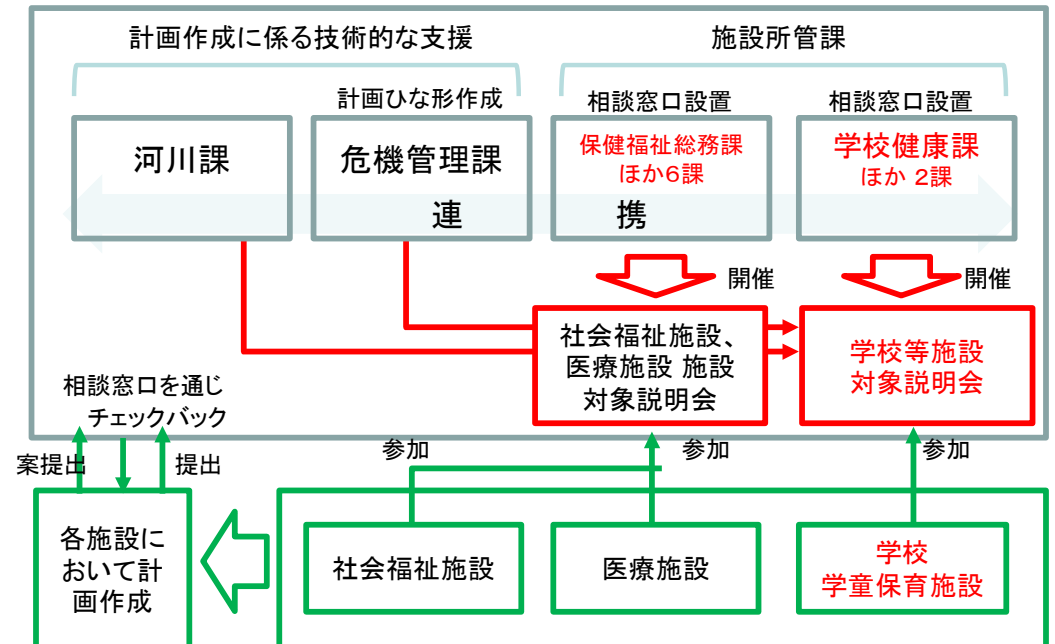 計画作成に係る技術的な支援
施設所管課
計画ひな形作成
相談窓口設置
相談窓口設置
河川課
危機管理課
保健福祉総務課
ほか6課
学校健康課
ほか 2課
連 携
開催
開催
社会福祉施設、
医療施設 施設
対象説明会
学校等施設
対象説明会
相談窓口を通じ
チェックバック
案提出
提出
参加
参加
参加
各施設に
おいて計
画作成
社会福祉施設
医療施設
学校
学童保育施設